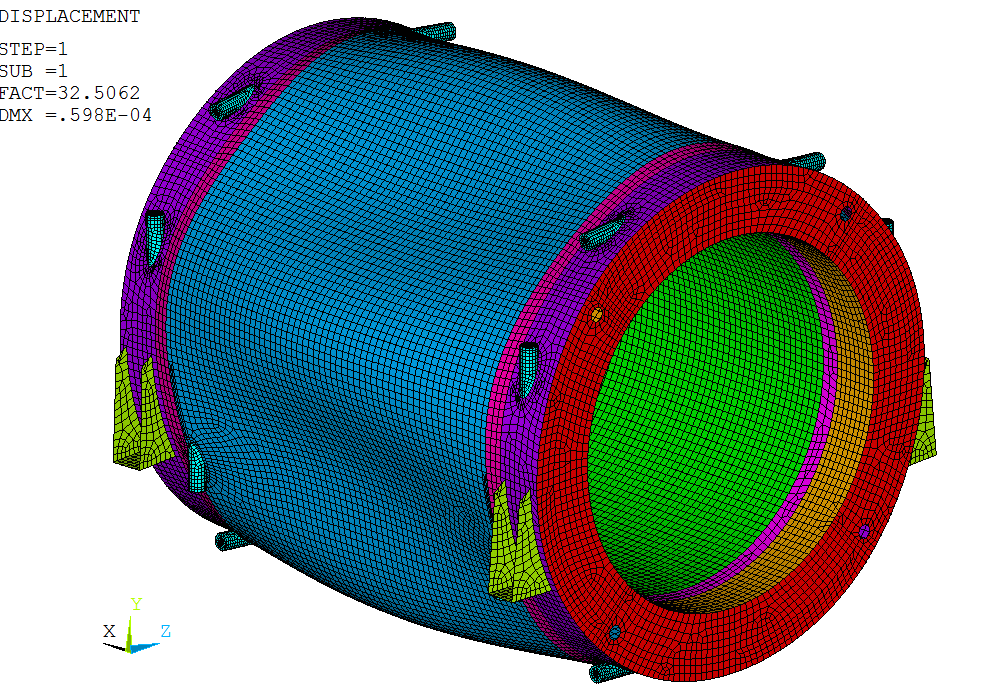 DISPLACEMENT
STEP=1
SUB =1
FACT=32.5062
DMX =.598E-04
Y
X
Z